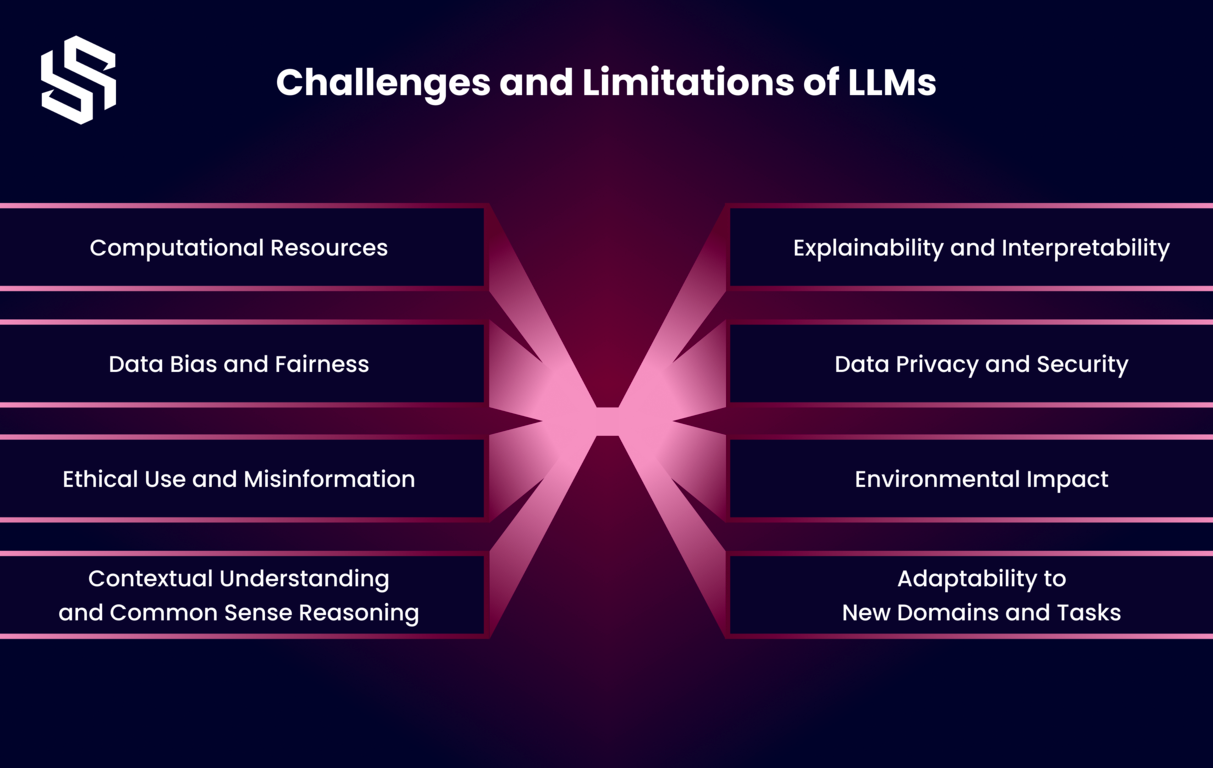 Challenges and Limitations of LLMs
Computational Resources
Data Bias and Fairness
Ethical Use and Misinformation
Contextual Understanding
and Common Sense Reasoning
Explainability and Interpretability
Data Privacy and Security
Environmental Impact
Adaptability to
New Domains and Tasks